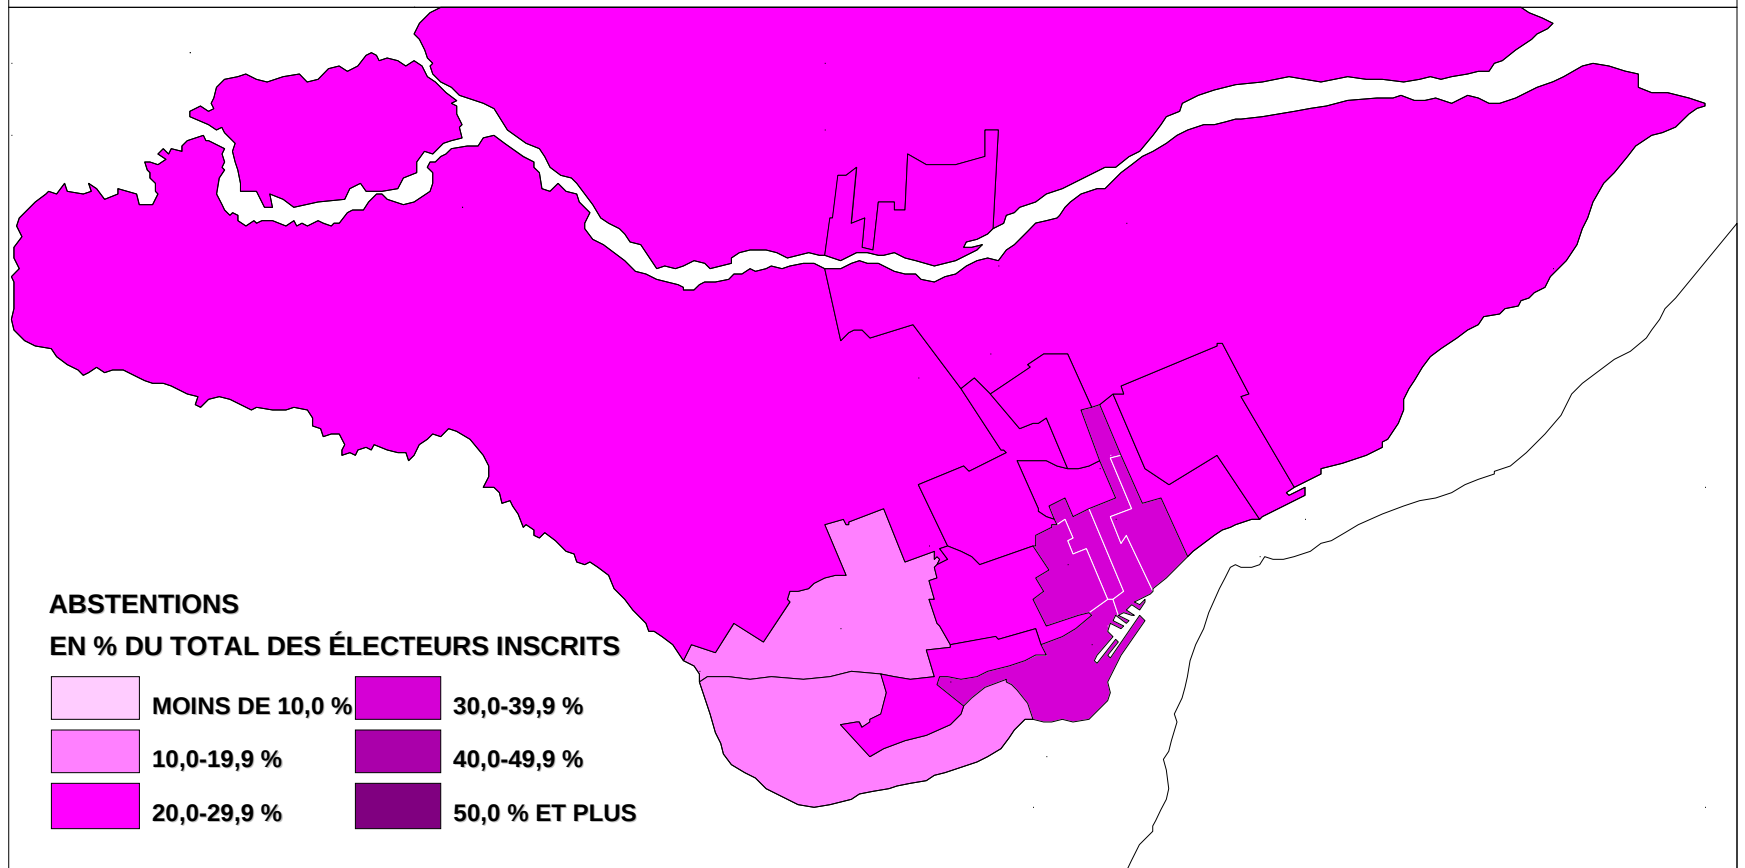 ABSTENTIONS
EN % DU TOTAL DES ÉLECTEURS INSCRITS
MOINS DE 10,0 %
10,0-19,9 %
20,0-29,9 %
30,0-39,9 %
40,0-49,9 %
50,0 % ET PLUS